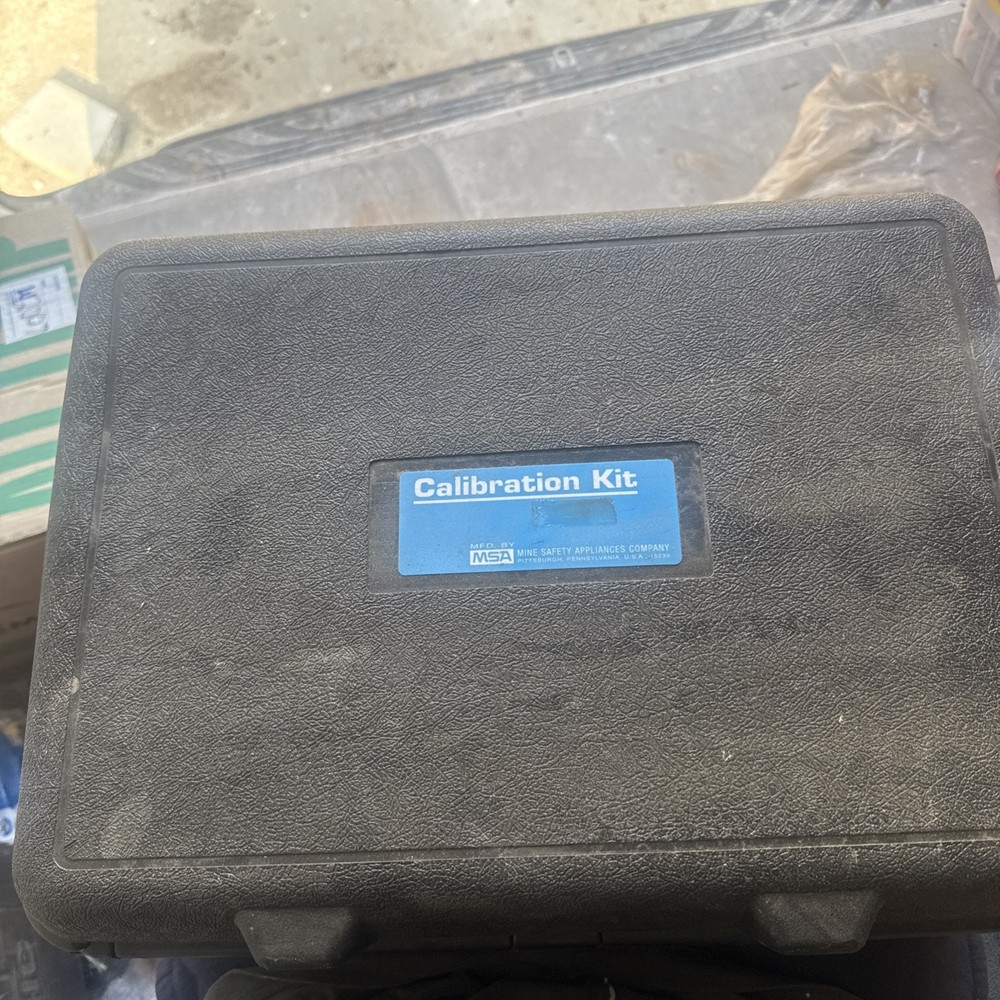 Calibration Kit
MFD. BY
MSA MINE SAFETY APPLIANCES COMPANY
PITTSBURGH, PENNSYLVANIA, U.S.A.